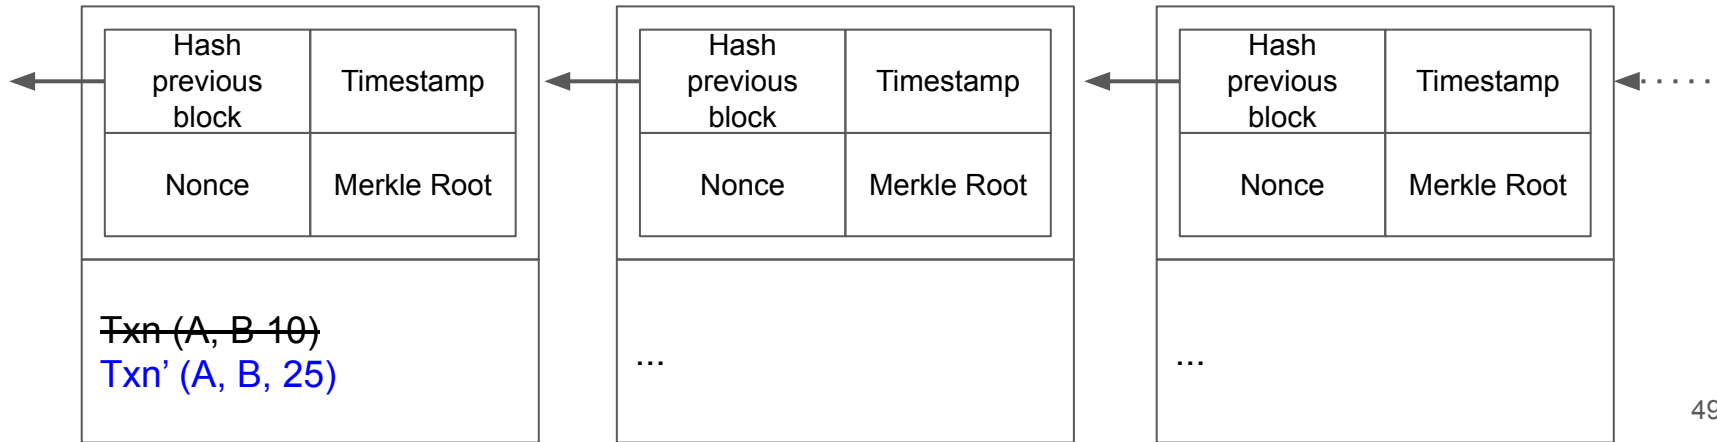 Hash
previous
block
Timestamp
Nonce
Merkle Root
Txn (A, B 10)
Txn’ (A, B, 25)
Hash
previous
block
Timestamp
Nonce
Merkle Root
...
Hash
previous
block
Timestamp
Nonce
Merkle Root
...
49